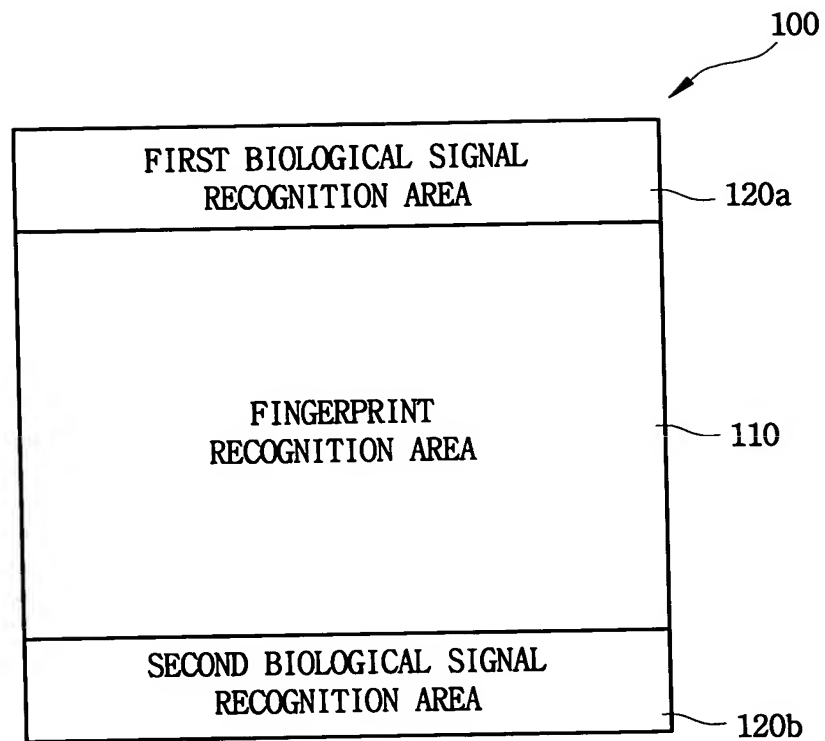 100
FIRST BIOLOGICAL SIGNAL
RECOGNITION AREA
120a
FINGERPRINT
RECOGNITION AREA
110
SECOND BIOLOGICAL SIGNAL
RECOGNITION AREA
120b